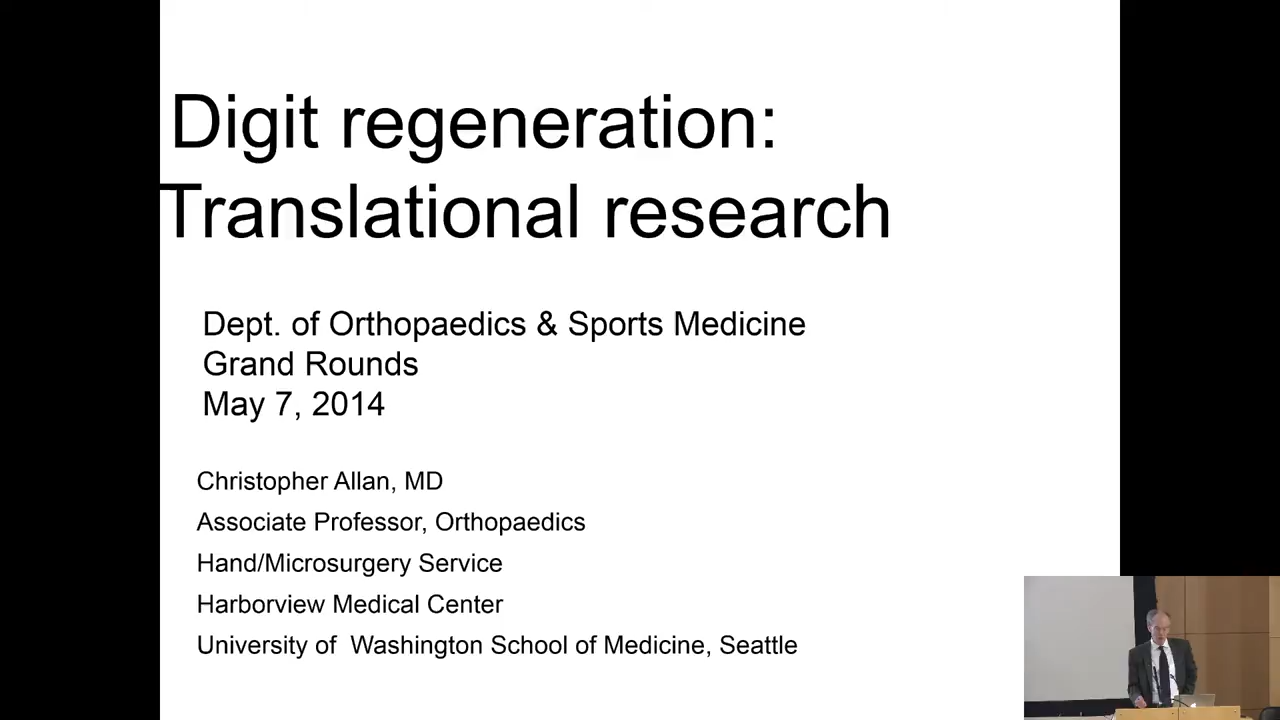 Digit regeneration:
Translational research
Dept. of Orthopaedics & Sports Medicine
Grand Rounds
May 7, 2014
Christopher Allan, MD
Associate Professor, Orthopaedics
Hand/Microsurgery Service
Harborview Medical Center
University of  Washington School of Medicine, Seattle